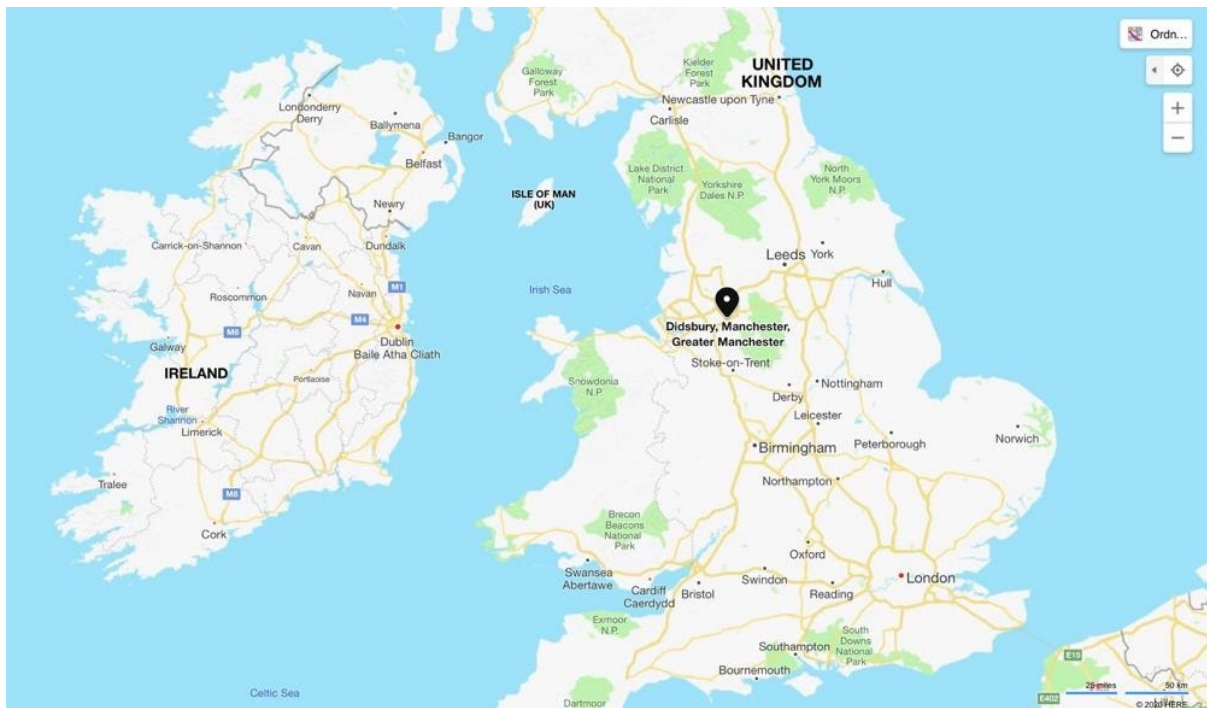 Ordn...
+
−
UNITED
KINGDOM
Galloway
Forest
Park
Kielder
Forest
Park
Newcastle upon Tyne
Carlisle
Londonderry
Derry
Ballymena
Bangor
Belfast
Lake District
National
Park
Yorkshire
Dales N.P.
North
York Moors
N.P.
ISLE OF MAN
(UK)
Newry
Carrick-on-Shannon
Cavan
Dundalk
Leeds
York
Hull
Irish Sea
Roscommon
Navan
M1
M4
M6
Dublin
Baile Atha Cliath
Galway
IRELAND
Portlaoise
Didsbury, Manchester,
Greater Manchester
Stoke-on-Trent
Snowdonia
N.P.
Nottingham
Derby
Leicester
River
Shannon
Limerick
Birmingham
Peterborough
Norwich
Tralee
M8
Northampton
Cork
Brecon
Beacons
National
Park
Oxford
Swansea
Abertawe
Cardiff
Caerdydd
Bristol
Swindon
Reading
London
Exmoor
N.P.
Southampton
South
Downs
National
Park
Bournemouth
Celtic Sea
Dartmoor
E15
E402
25 miles
50 km
© 2020 HERE